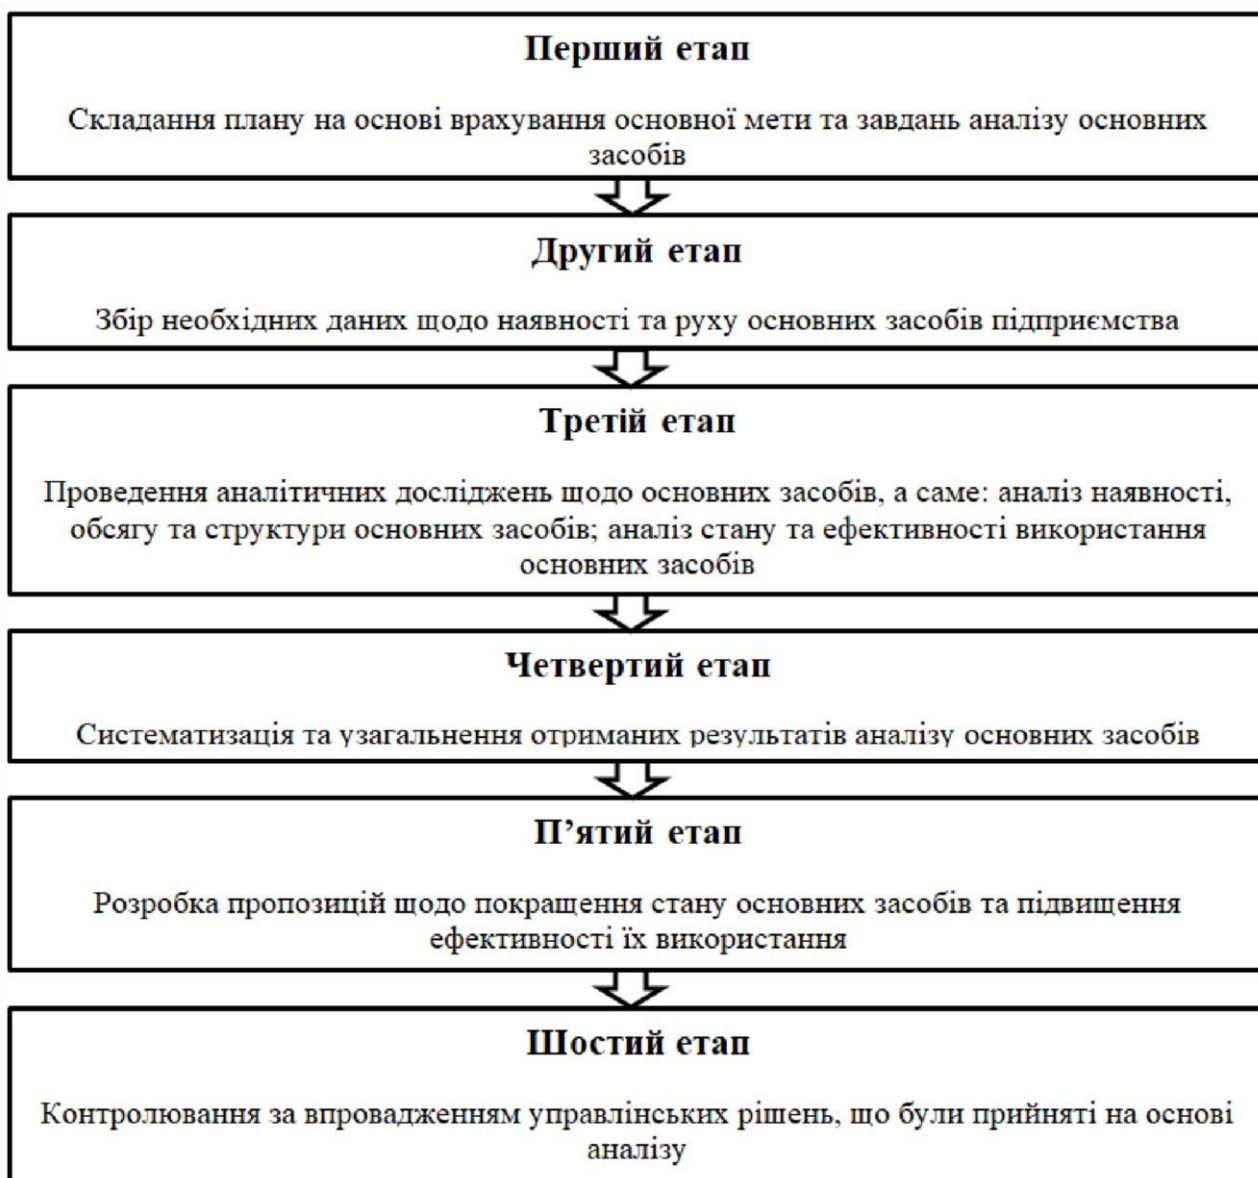 Перший етап
Складання плану на основі врахування основної мети та завдань аналізу основних
засобів
Другий етап
Збір необхідних даних щодо наявності та руху основних засобів підприємства
Третій етап
Проведення аналітичних досліджень щодо основних засобів, а саме: аналіз наявності,
обсягу та структури основних засобів; аналіз стану та ефективності використання
основних засобів
Четвертий етап
Систематизація та узагальнення отриманих результатів аналізу основних засобів
П’ятий етап
Розробка пропозицій щодо покращення стану основних засобів та підвищення
ефективності їх використання
Шостий етап
Контролювання за впровадженням управлінських рішень, що були прийняті на основі
аналізу